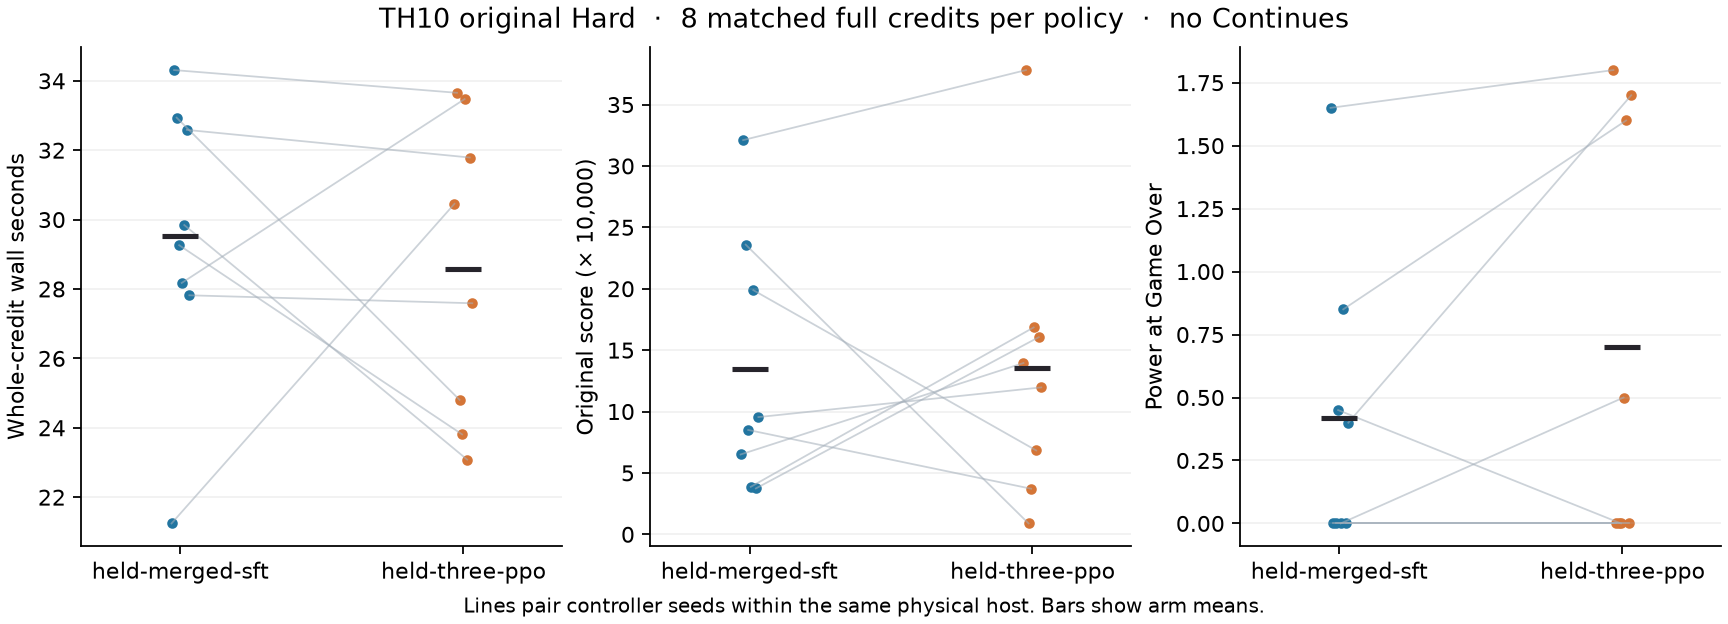 TH10 original Hard · 8 matched full credits per policy · no Continues
Whole-credit wall seconds
34
32
30
28
26
24
22
held-merged-sft
held-three-ppo
Original score (× 10,000)
35
30
25
20
15
10
5
0
held-merged-sft
held-three-ppo
Power at Game Over
1.75
1.50
1.25
1.00
0.75
0.50
0.25
0.00
held-merged-sft
held-three-ppo
Lines pair controller seeds within the same physical host. Bars show arm means.